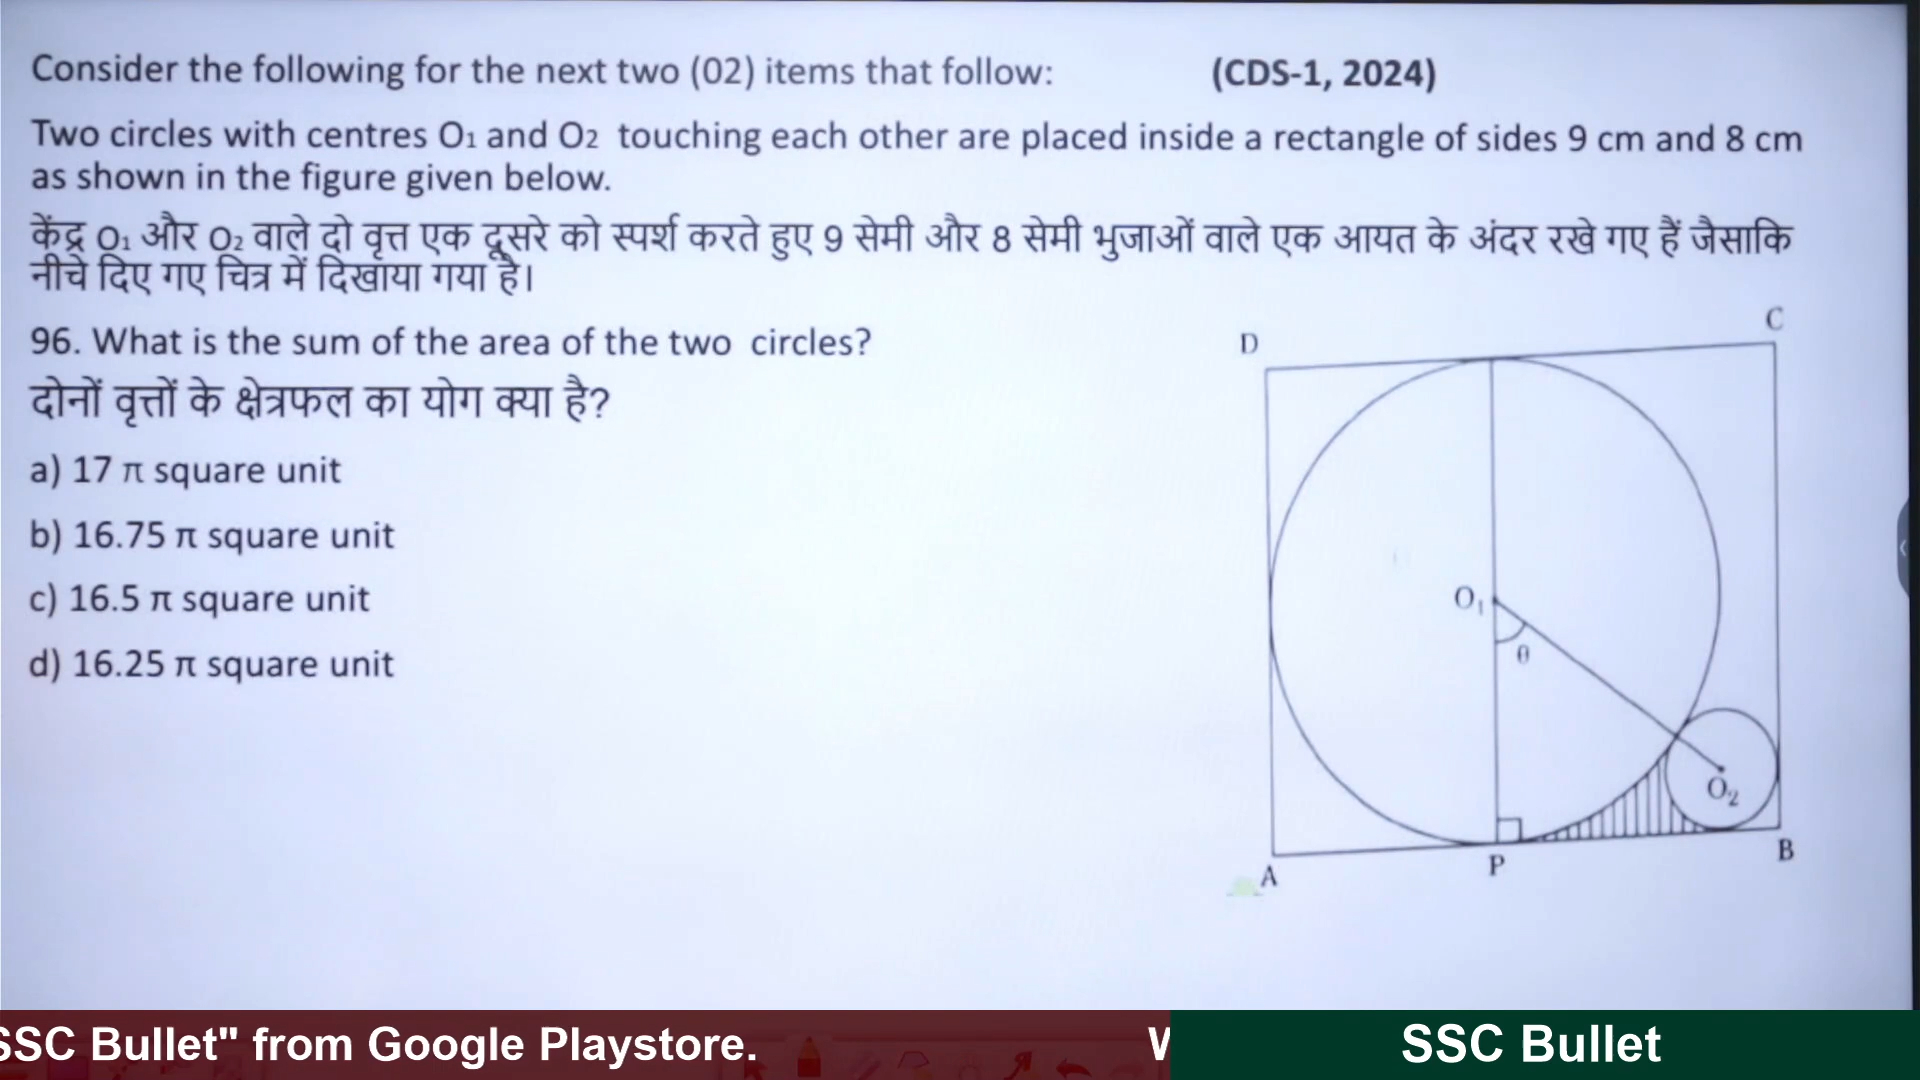 Consider the following for the next two (02) items that follow: (CDS-1, 2024)
Two circles with centres O₁ and O₂ touching each other are placed inside a rectangle of sides 9 cm and 8 cm
as shown in the figure given below.
केंद्र O₁ और O₂ वाले दो वृत्त एक दूसरे को स्पर्श करते हुए 9 सेमी और 8 सेमी भुजाओं वाले एक आयत के अंदर रखे गए हैं जैसाकि
नीचे दिए गए चित्र में दिखाया गया है।
96. What is the sum of the area of the two circles?
दोनों वृत्तों के क्षेत्रफल का योग क्या है?
a) 17 π square unit
b) 16.75 π square unit
c) 16.5 π square unit
d) 16.25 π square unit
D
C
O₁
θ
O₂
A
P
B
SSC Bullet" from Google Playstore.
W
SSC Bullet